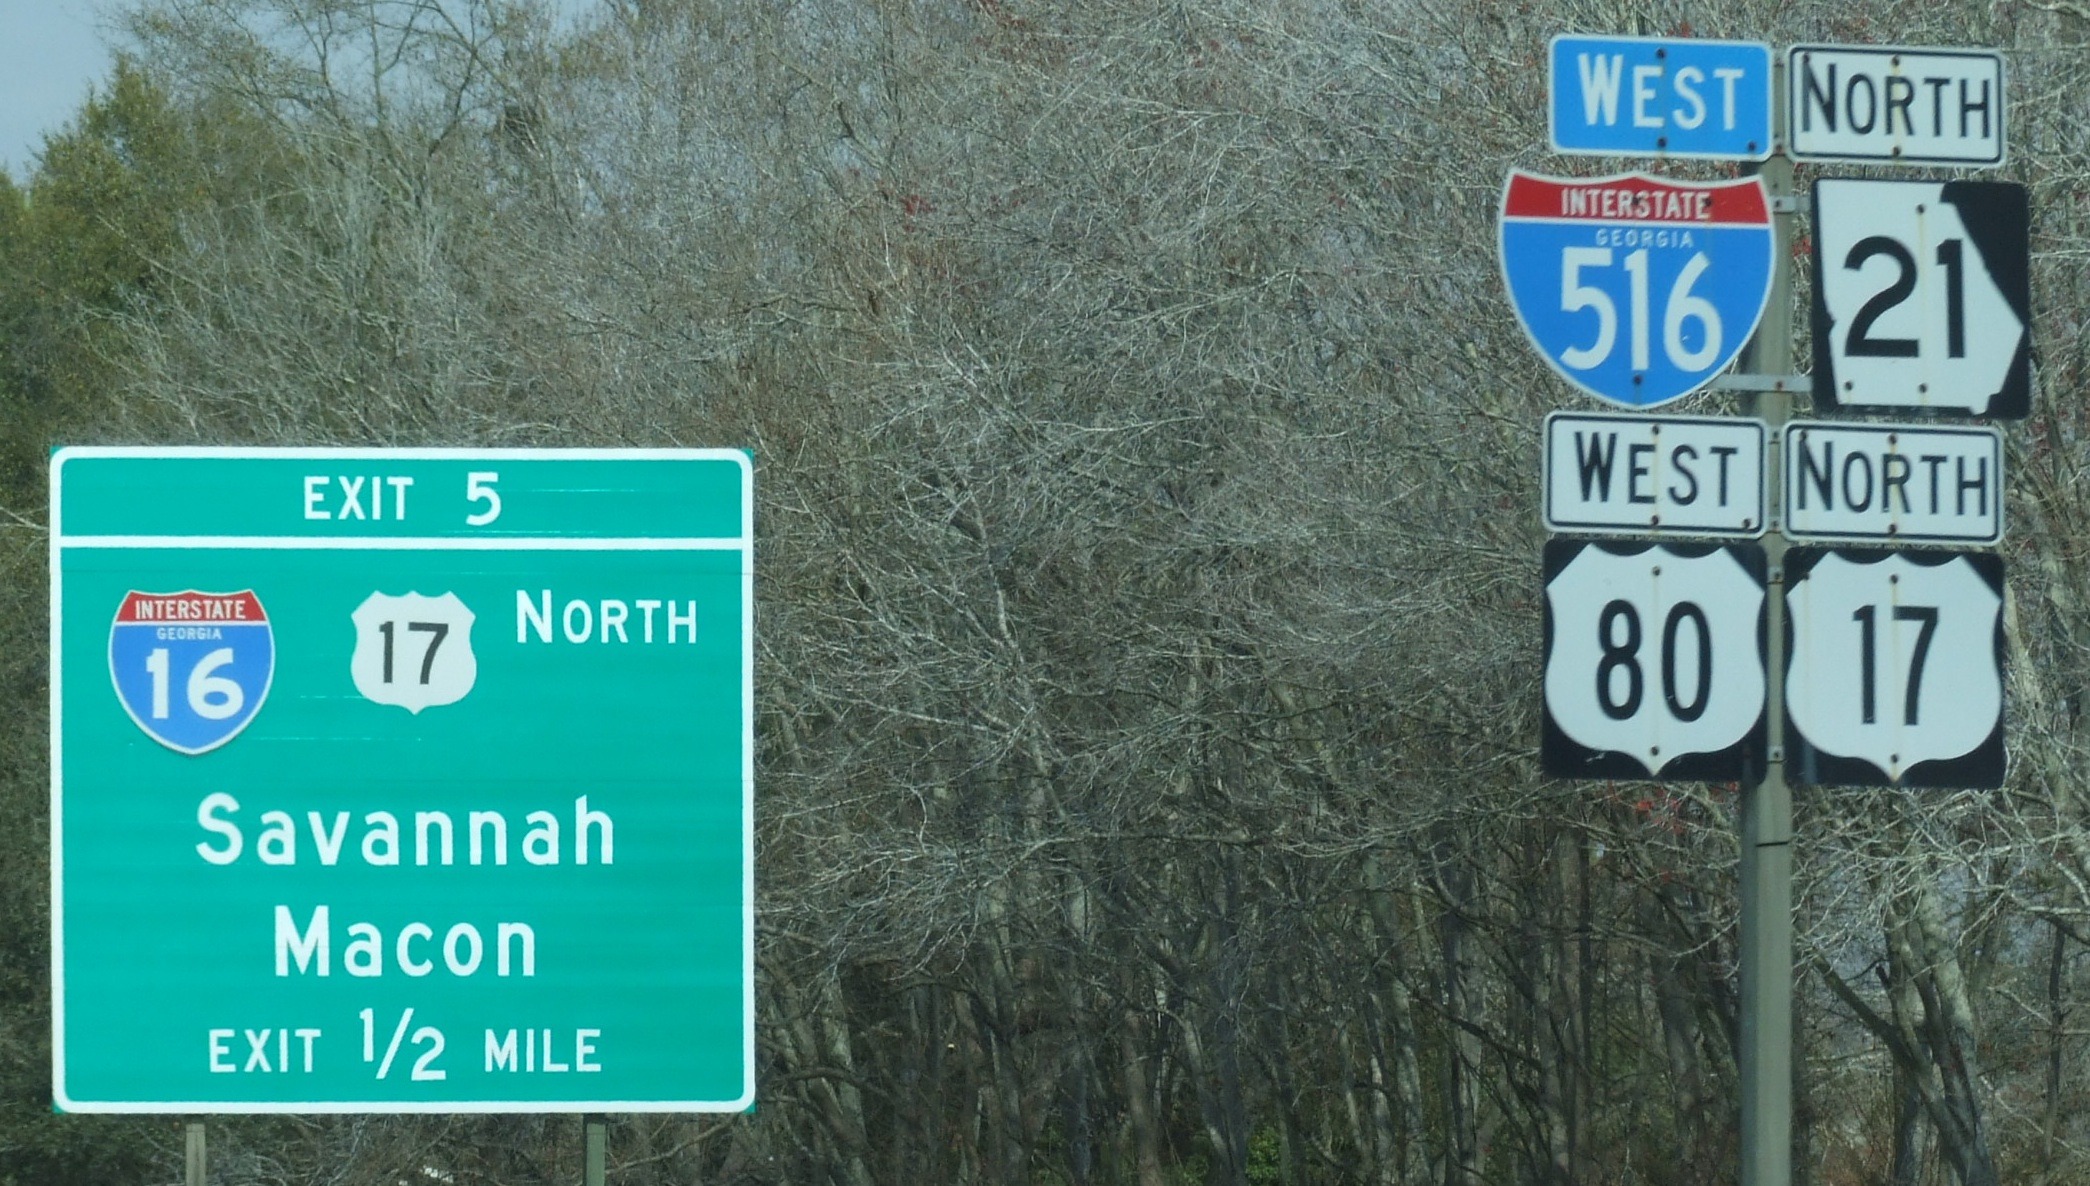 EXIT 5
INTERSTATE
GEORGIA
16
17
NORTH
Savannah
Macon
EXIT 1/2 MILE
WEST
NORTH
INTERSTATE
GEORGIA
516
21
WEST
NORTH
80
17